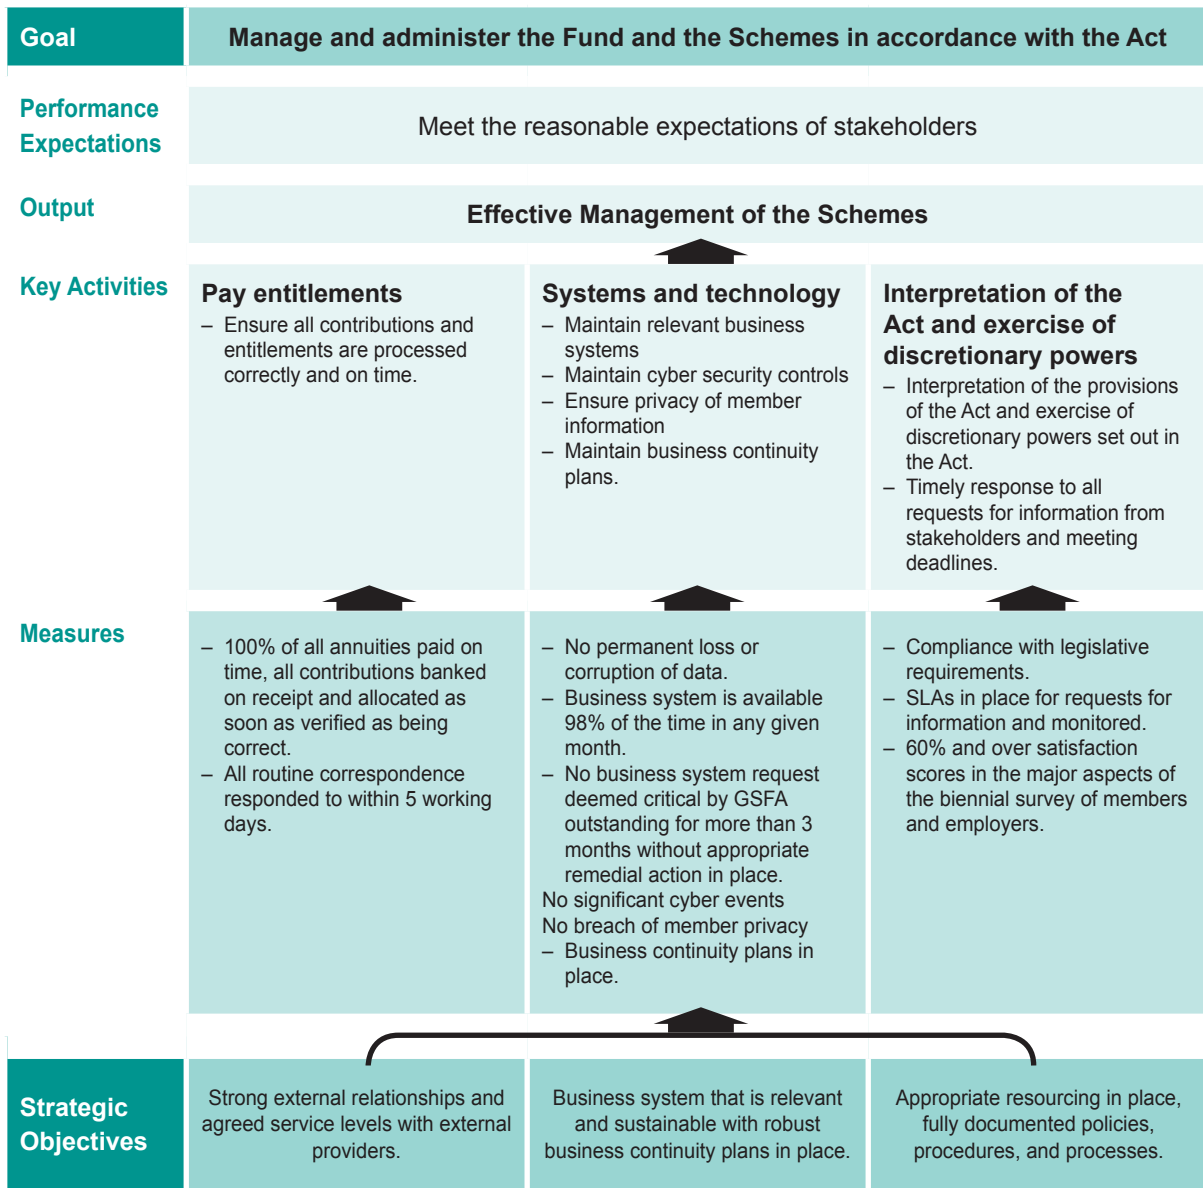 Goal
Manage and administer the Fund and the Schemes in accordance with the Act
Performance
Expectations
Meet the reasonable expectations of stakeholders
Output
Effective Management of the Schemes
Key Activities
Pay entitlements
– Ensure all contributions and
entitlements are processed
correctly and on time.
Systems and technology
– Maintain relevant business
systems
– Maintain cyber security controls
– Ensure privacy of member
information
– Maintain business continuity
plans.
Interpretation of the
Act and exercise of
discretionary powers
– Interpretation of the provisions
of the Act and exercise of
discretionary powers set out in
the Act.
– Timely response to all
requests for information from
stakeholders and meeting
deadlines.
Measures
– 100% of all annuities paid on
time, all contributions banked
on receipt and allocated as
soon as verified as being
correct.
– All routine correspondence
responded to within 5 working
days.
– No permanent loss or
corruption of data.
– Business system is available
98% of the time in any given
month.
– No business system request
deemed critical by GSFA
outstanding for more than 3
months without appropriate
remedial action in place.
No significant cyber events
No breach of member privacy
– Business continuity plans in
place.
– Compliance with legislative
requirements.
– SLAs in place for requests for
information and monitored.
– 60% and over satisfaction
scores in the major aspects of
the biennial survey of members
and employers.
Strategic
Objectives
Strong external relationships and
agreed service levels with external
providers.
Business system that is relevant
and sustainable with robust
business continuity plans in place.
Appropriate resourcing in place,
fully documented policies,
procedures, and processes.